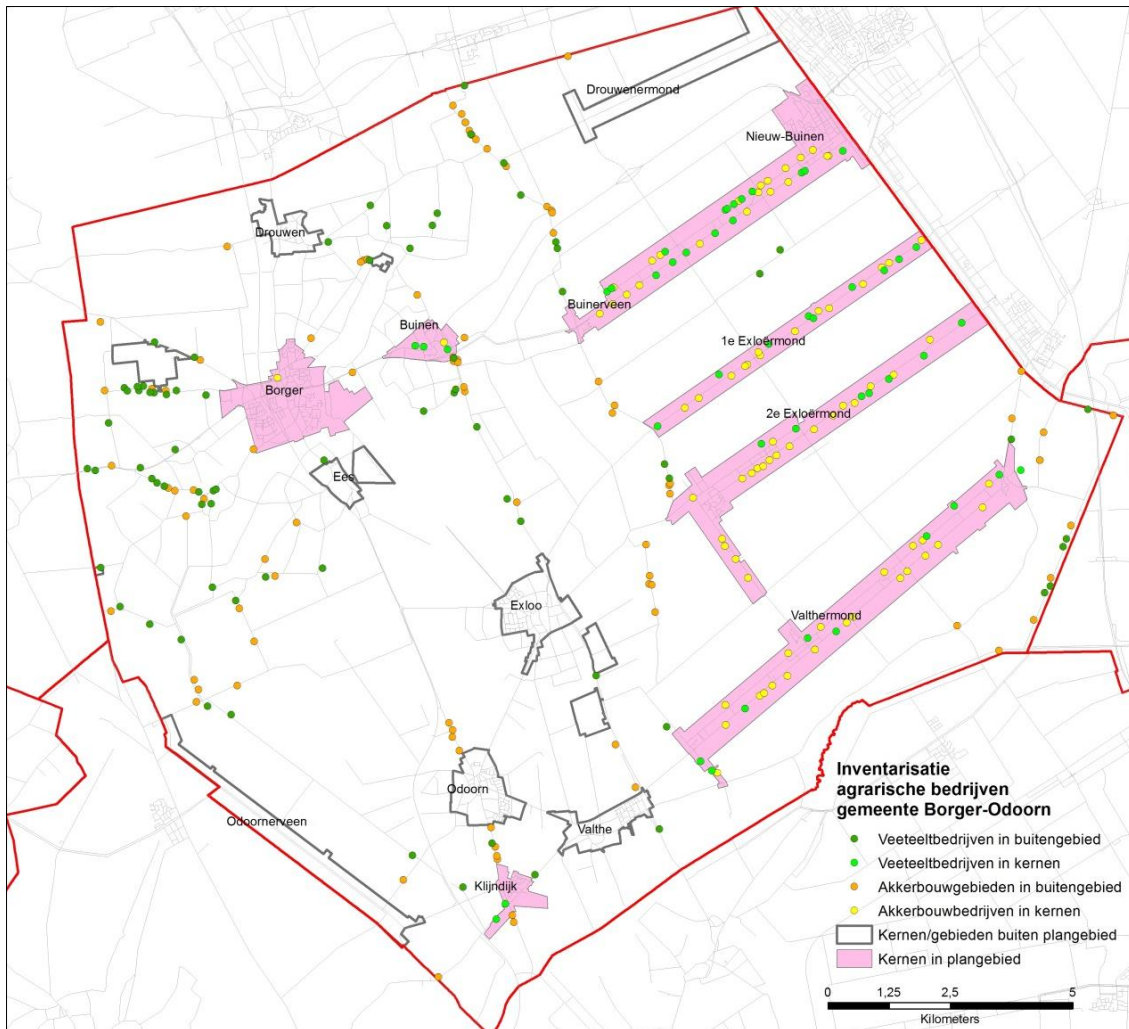 Drouwenermond
Nieuw-Buinen
Drouwen
Buinerveen
Buinen
1e Exloërmond
Borger
2e Exloërmond
Ees
Exloo
Valthermond
Odoorn
Odoornerveen
Valthe
Klijndijk
Inventarisatie
agrarische bedrijven
gemeente Borger-Odoorn
Veeteeltbedrijven in buitengebied
Veeteeltbedrijven in kernen
Akkerbouwgebieden in buitengebied
Akkerbouwbedrijven in kernen
Kernen/gebieden buiten plangebied
Kernen in plangebied
0 1,25 2,5 5
Kilometers